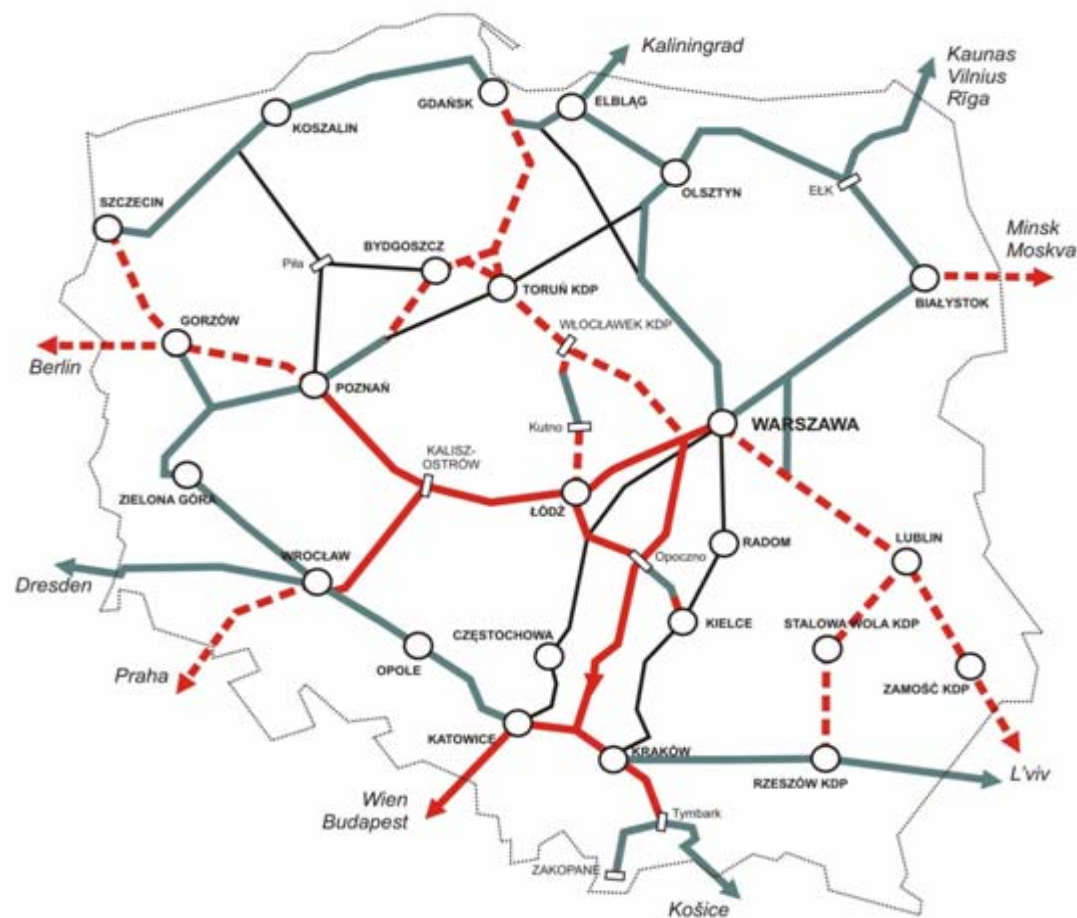 Kaliningrad
Kaunas
Vilnius
Rīga
GDAŃSK
ELBLĄG
KOSZALIN
OLSZTYN
EŁK
SZCZECIN
Minsk
Moskva
BYDGOSZCZ
Piła
TORUŃ KDP
BIAŁYSTOK
GORZÓW
WŁOCŁAWEK KDP
Berlin
POZNAŃ
WARSZAWA
Kutno
KALISZ-
OSTRÓW
ZIELONA GÓRA
ŁÓDŹ
RADOM
LUBLIN
WROCŁAW
Opoczno
Dresden
STALOWA WOLA KDP
KIELCE
CZĘSTOCHOWA
OPOLE
Praha
ZAMOŚĆ KDP
KATOWICE
KRAKÓW
RZESZÓW KDP
L'viv
Wien
Budapest
Tymbark
ZAKOPANE
Košice